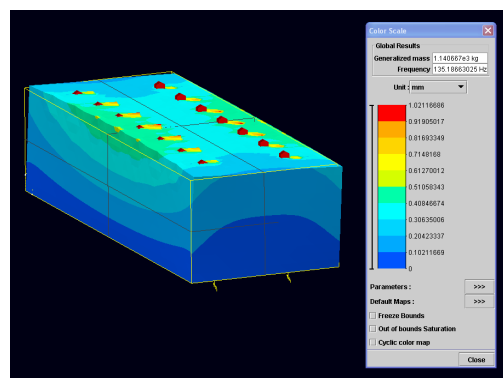 Color Scale
Global Results
Generalized mass 1.140667e3 kg
Frequency 135.18663025 Hz
Unit : mm
1.02116686
0.91905017
0.81693349
0.7148168
0.61270012
0.51058343
0.40846674
0.30635006
0.20423337
0.10211669
0
Parameters : >>>
Default Maps : >>>
Freeze Bounds
Out of bounds Saturation
Cyclic color map
Close